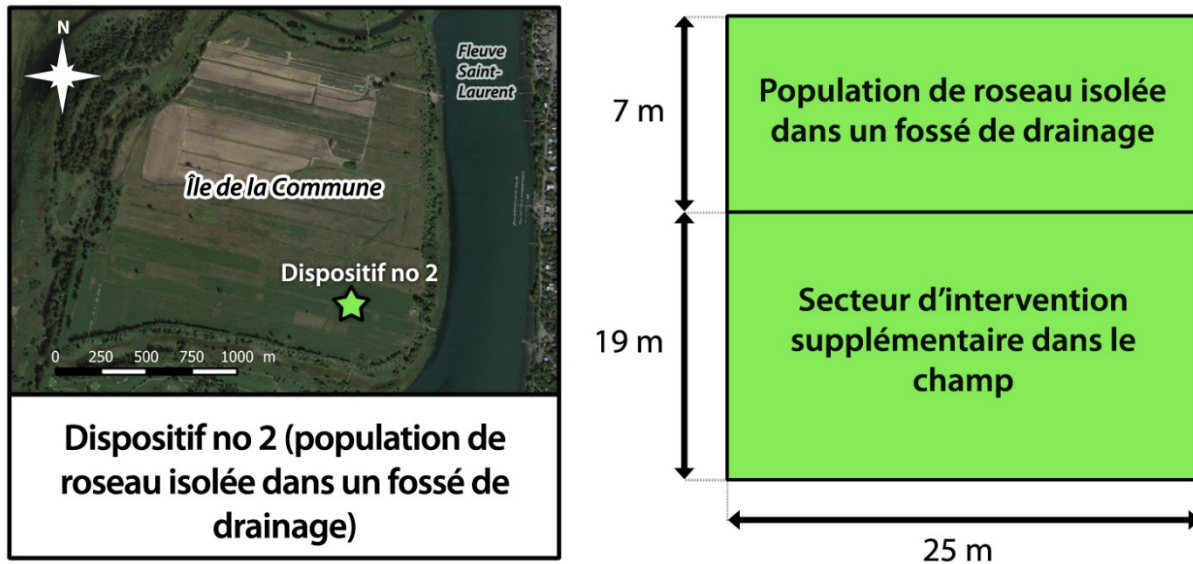 N
Fleuve
Saint-
Laurent
Île de la Commune
Dispositif no 2
0 250 500 750 1000 m
Dispositif no 2 (population de
roseau isolée dans un fossé de
drainage)
7 m
Population de roseau isolée
dans un fossé de drainage
19 m
Secteur d'intervention
supplémentaire dans le
champ
25 m